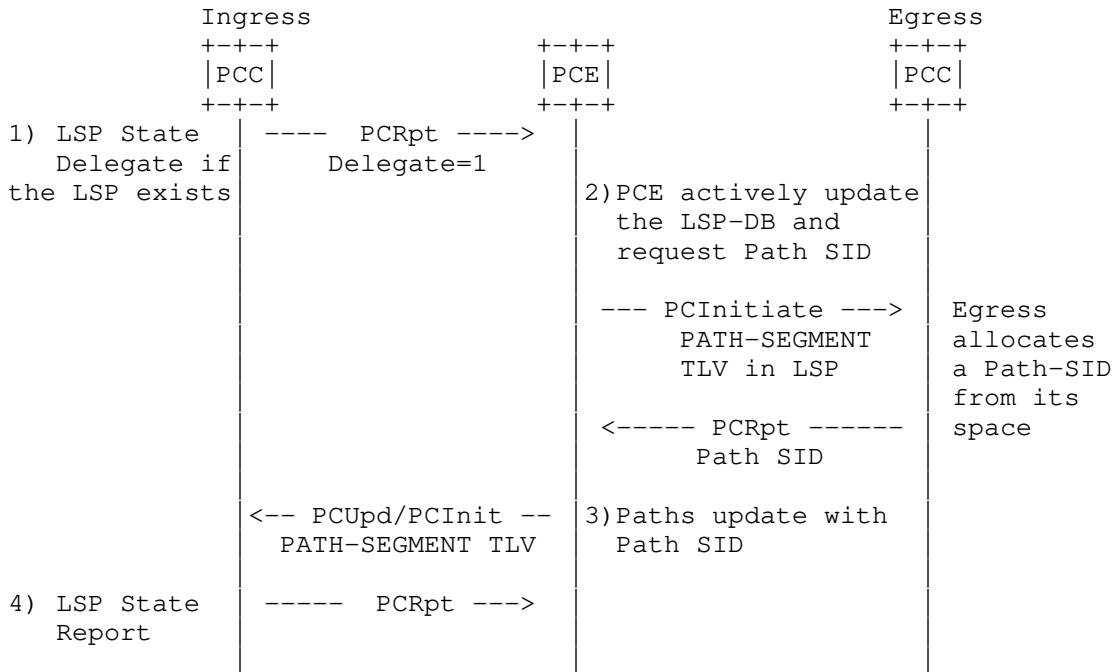 Ingress Egress
+-+-+ +-+-+ +-+-+
|PCC| |PCE| |PCC|
+-+-+ +-+-+ +-+-+
1) LSP State | ---- PCRpt ----> | |
Delegate if| Delegate=1 | |
the LSP exists| |2)PCE actively update|
| | the LSP-DB and |
| | request Path SID |
| | |
| | --- PCInitiate ---> | Egress
| | PATH-SEGMENT | allocates
| | TLV in LSP | a Path-SID
| | | from its
| | <----- PCRpt ------ | space
| | Path SID |
| | |
|<-- PCUpd/PCInit -- |3)Paths update with |
| PATH-SEGMENT TLV | Path SID |
| | |
4) LSP State | ----- PCRpt ---> | |
Report | | |
| | |